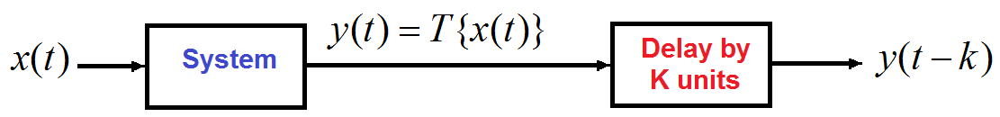 x(t)
System
y(t) = T{x(t)}
Delay by
K units
y(t − k)